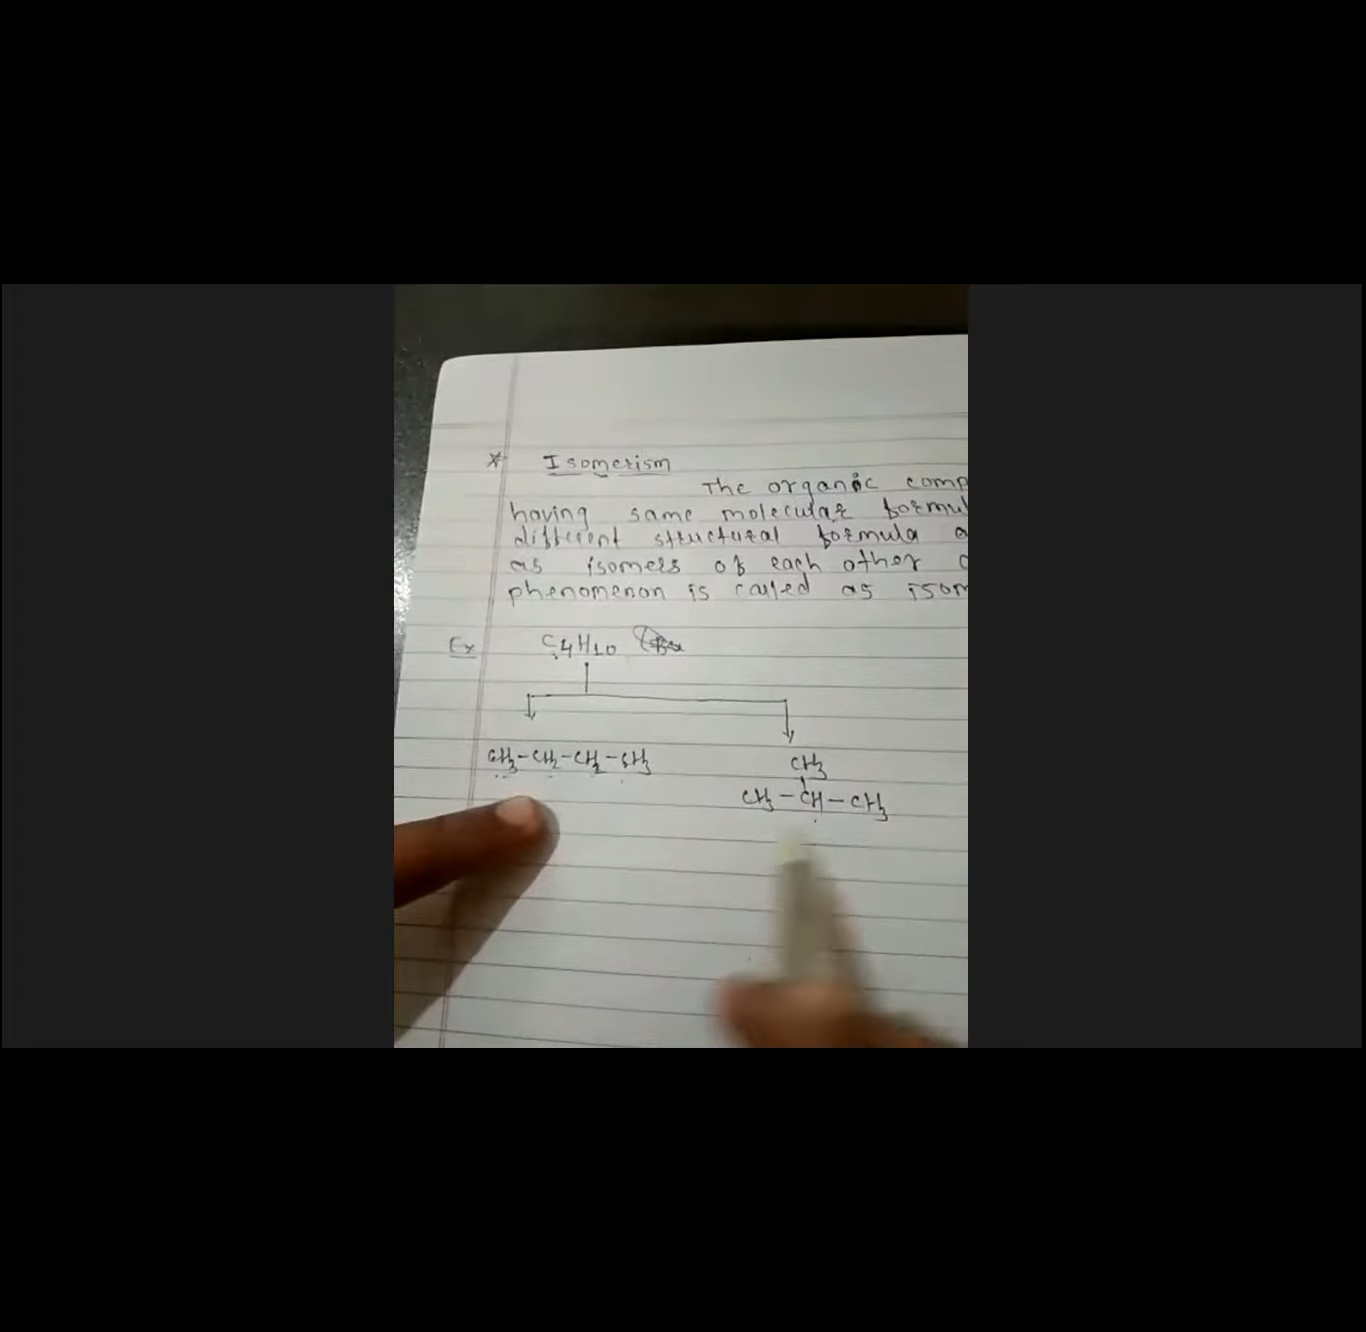 * Isomerism
The organic comp
having same molecular formul
different structural formula a
as isomers of each other
phenomenon is called as isom
Ex C4H10
CH3-CH2-CH2-CH3
CH3
CH3-CH-CH3